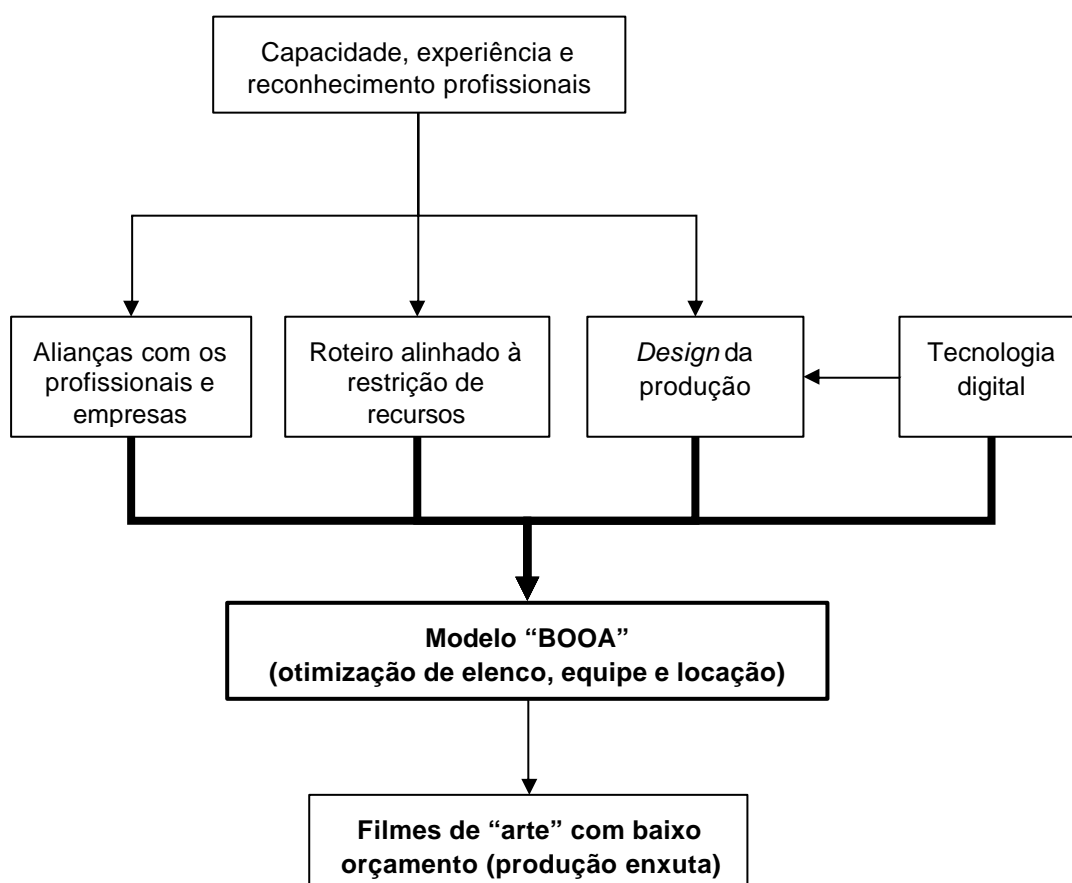 Capacidade, experiência e
reconhecimento profissionais
Alianças com os
profissionais e
empresas
Roteiro alinhado à
restrição de
recursos
Design da
produção
Tecnologia
digital
Modelo “BOOA”
(otimização de elenco, equipe e locação)
Filmes de “arte” com baixo
orçamento (produção enxuta)